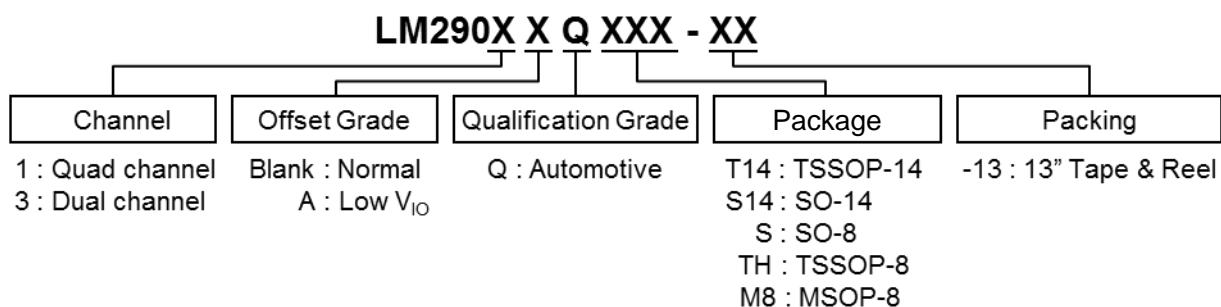 LM290X X Q XXX - XX
Channel
Offset Grade
Qualification Grade
Package
Packing
1 : Quad channel
3 : Dual channel
Blank : Normal
A : Low VIO
Q : Automotive
T14 : TSSOP-14
S14 : SO-14
S : SO-8
TH : TSSOP-8
M8 : MSOP-8
-13 : 13” Tape & Reel